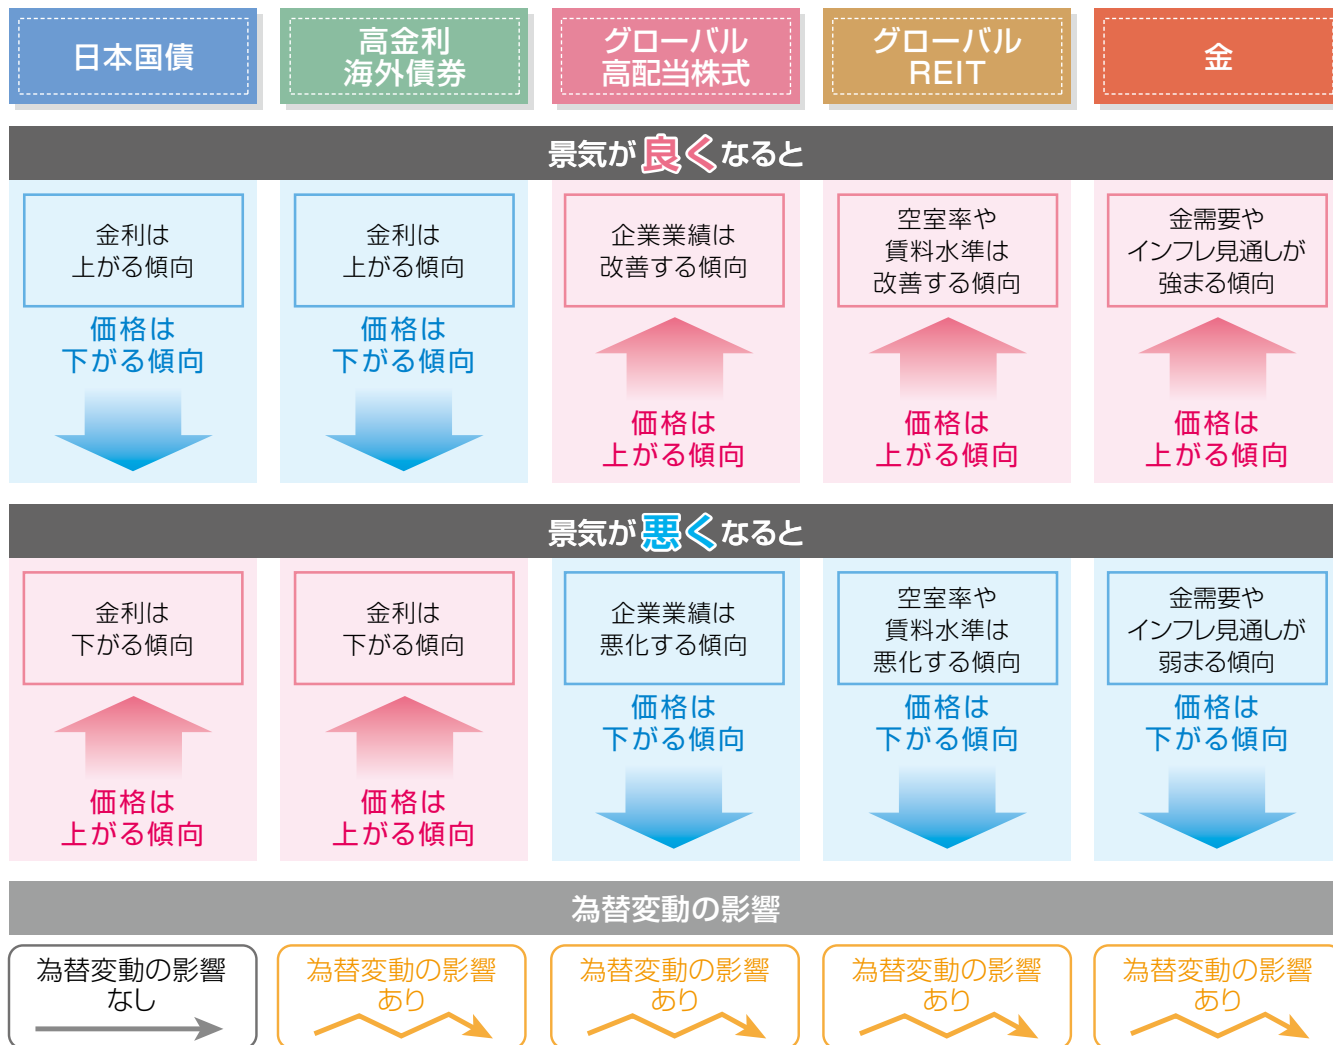 日本国債
高金利
海外債券
グローバル
高配当株式
グローバル
REIT
金
景気が良くなると
金利は
上がる傾向
価格は
下がる傾向
金利は
上がる傾向
価格は
下がる傾向
企業業績は
改善する傾向
価格は
上がる傾向
空室率や
賃料水準は
改善する傾向
価格は
上がる傾向
金需要や
インフレ見通しが
強まる傾向
価格は
上がる傾向
景気が悪くなると
金利は
下がる傾向
価格は
上がる傾向
金利は
下がる傾向
価格は
上がる傾向
企業業績は
悪化する傾向
価格は
下がる傾向
空室率や
賃料水準は
悪化する傾向
価格は
下がる傾向
金需要や
インフレ見通しが
弱まる傾向
価格は
下がる傾向
為替変動の影響
為替変動の影響
なし
為替変動の影響
あり
為替変動の影響
あり
為替変動の影響
あり
為替変動の影響
あり